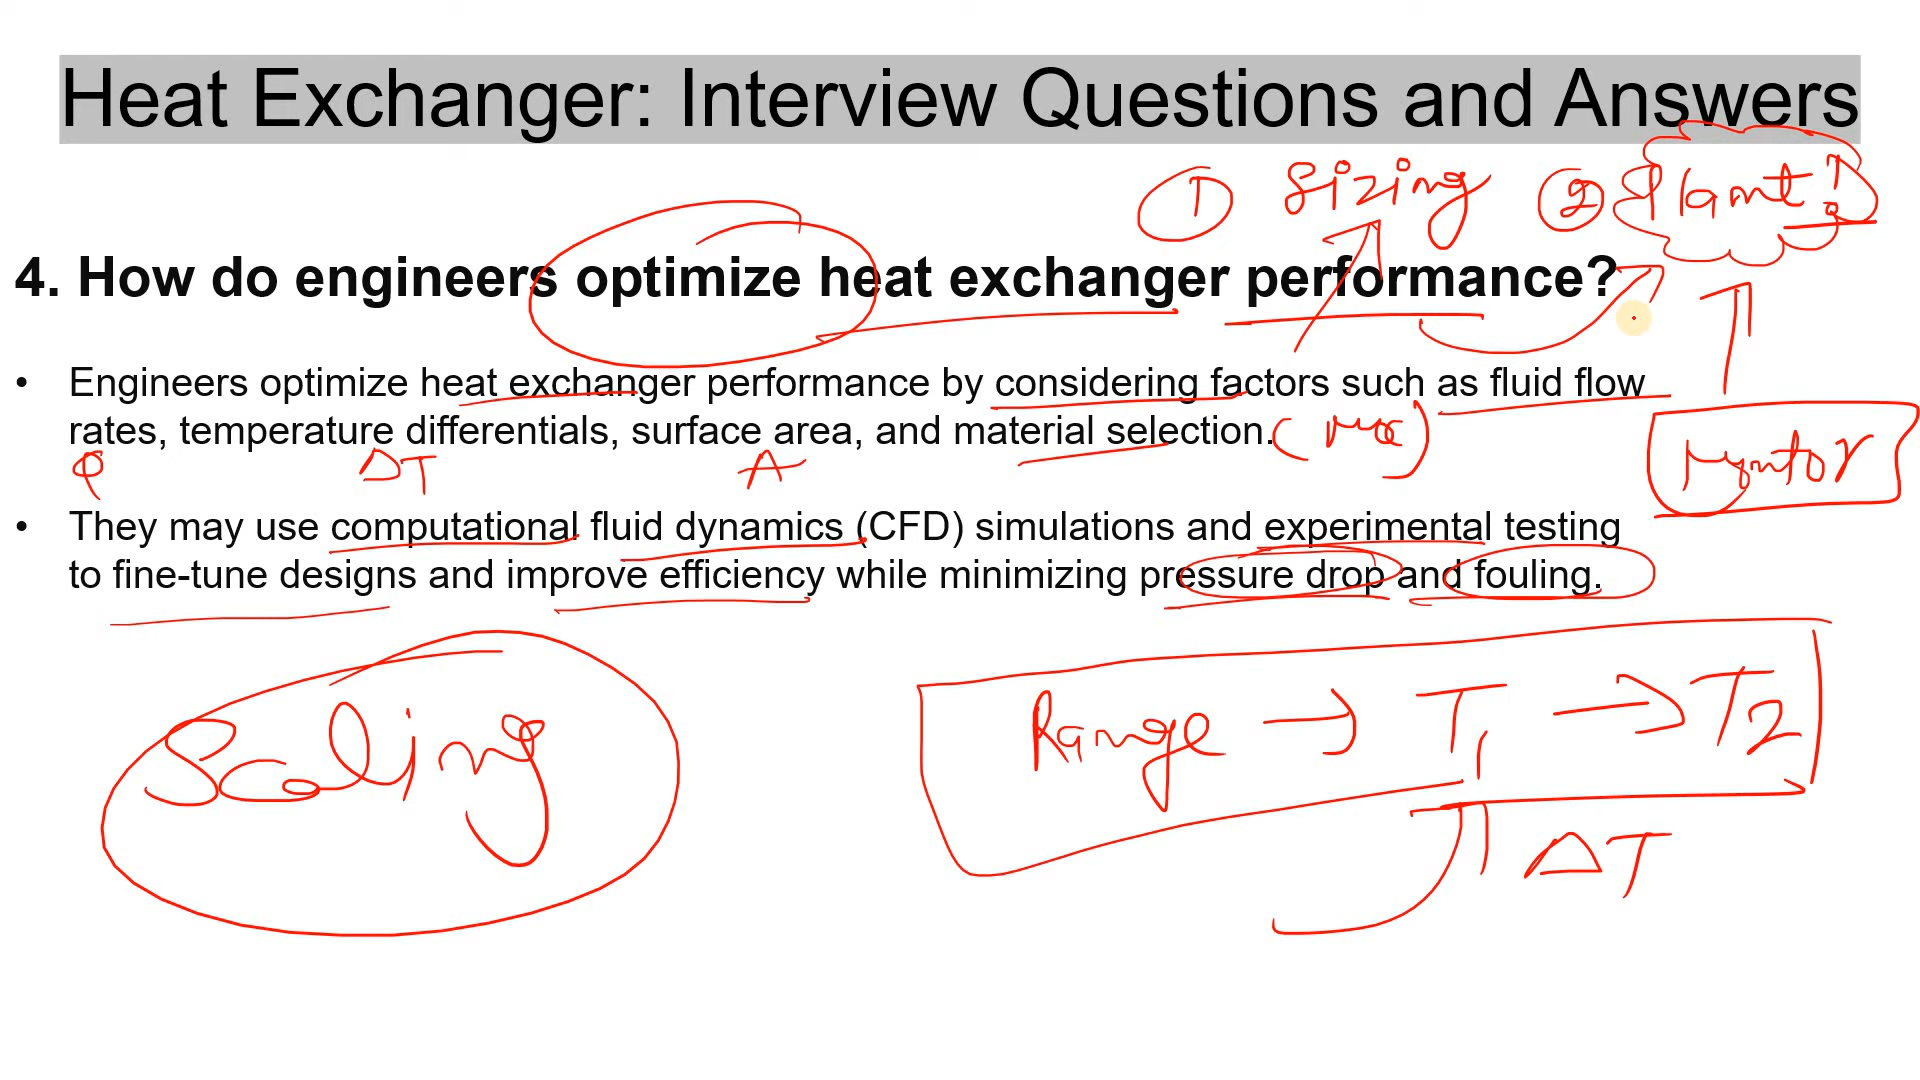 Heat Exchanger: Interview Questions and Answers
① Sizing ② Plant?
4. How do engineers optimize heat exchanger performance?
• Engineers optimize heat exchanger performance by considering factors such as fluid flow
rates, temperature differentials, surface area, and material selection. (MOC)
φ ΔT A
Monitor
• They may use computational fluid dynamics (CFD) simulations and experimental testing
to fine-tune designs and improve efficiency while minimizing pressure drop and fouling.
Scaling
Range → T1 → T2
ΔT